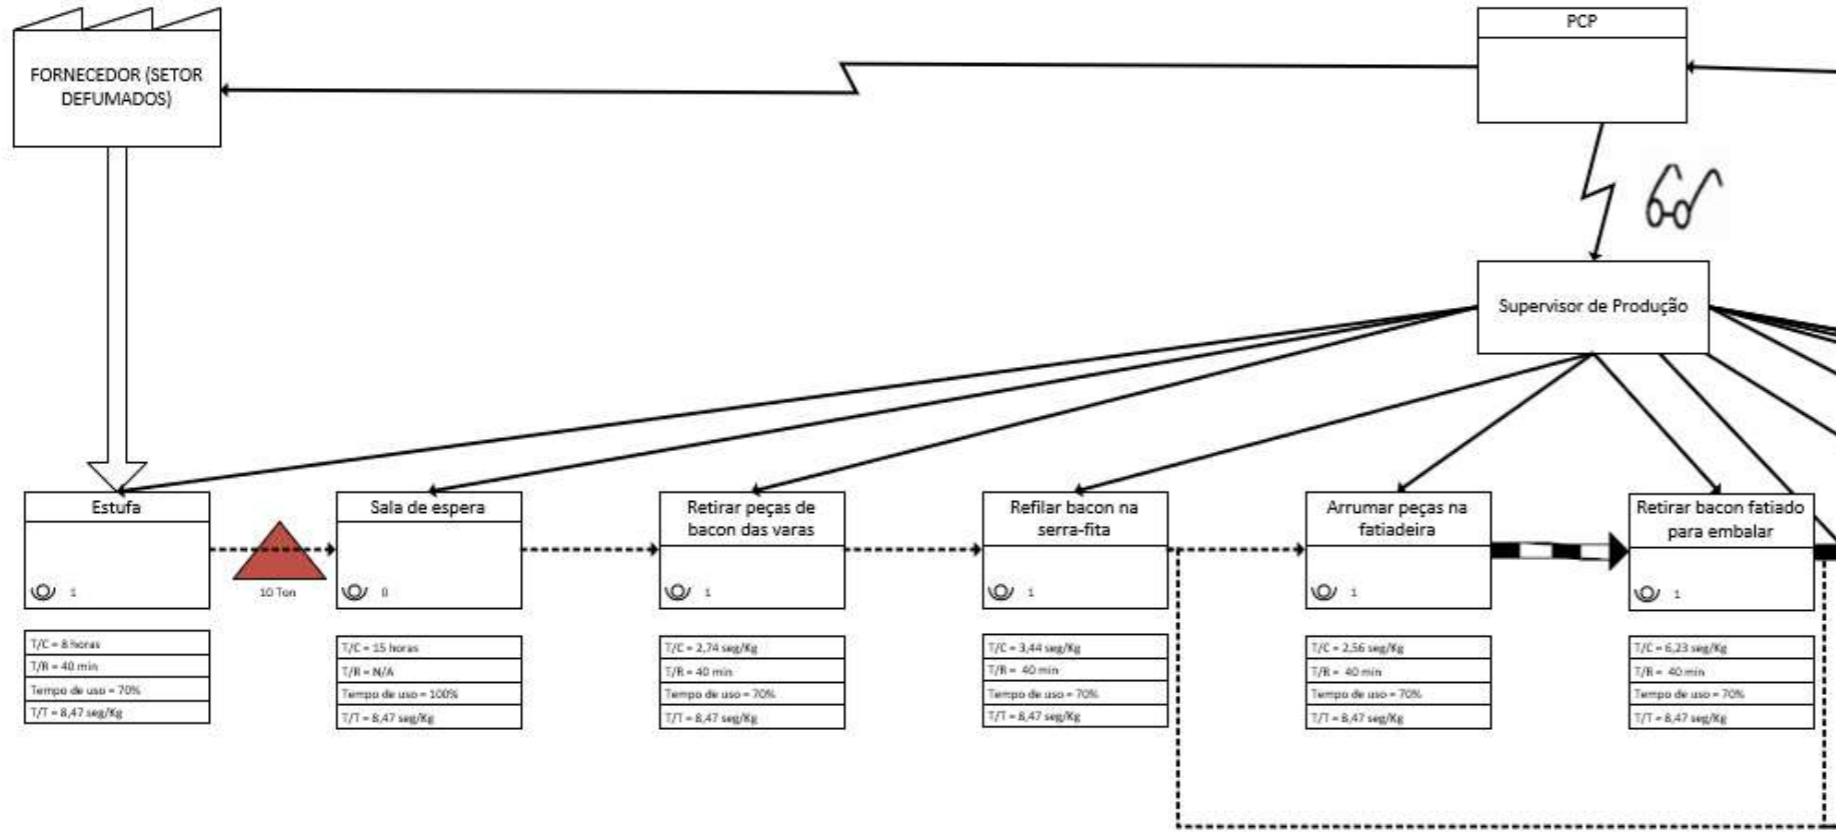 PCP
FORNECEDOR (SETOR
DEFUMADOS)
Supervisor de Produção
Estufa
1
10 Ton
Sala de espera
0
Retirar peças de
bacon das varas
1
Refilar bacon na
serra-fita
1
Arrumar peças na
fatiadeira
1
Retirar bacon fatiado
para embalar
1
T/C = 8 horas
T/R = 40 min
Tempo de uso = 70%
T/T = 8,47 seg/Kg
T/C = 15 horas
T/R = N/A
Tempo de uso = 100%
T/T = 8,47 seg/Kg
T/C = 2,74 seg/Kg
T/R = 40 min
Tempo de uso = 70%
T/T = 8,47 seg/Kg
T/C = 3,44 seg/Kg
T/R = 40 min
Tempo de uso = 70%
T/T = 8,47 seg/Kg
T/C = 2,56 seg/Kg
T/R = 40 min
Tempo de uso = 70%
T/T = 8,47 seg/Kg
T/C = 6,23 seg/Kg
T/R = 40 min
Tempo de uso = 70%
T/T = 8,47 seg/Kg